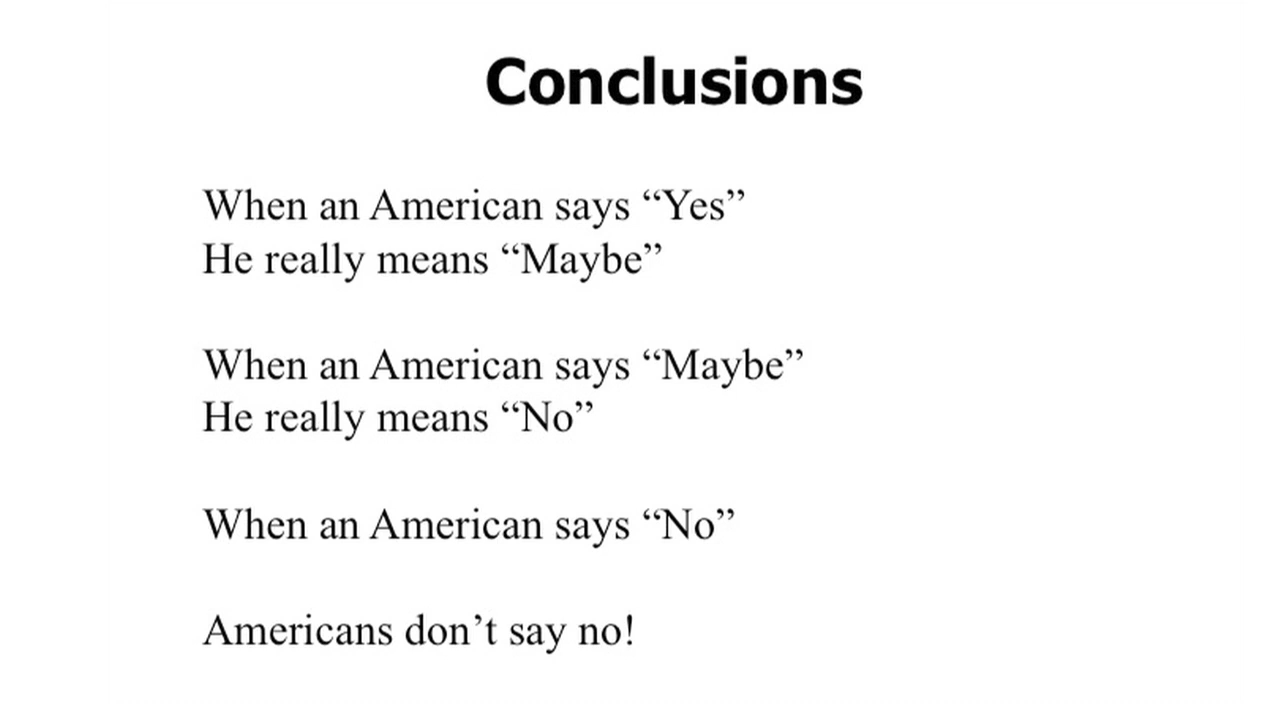 Conclusions
When an American says “Yes”
He really means “Maybe”
When an American says “Maybe”
He really means “No”
When an American says “No”
Americans don’t say no!